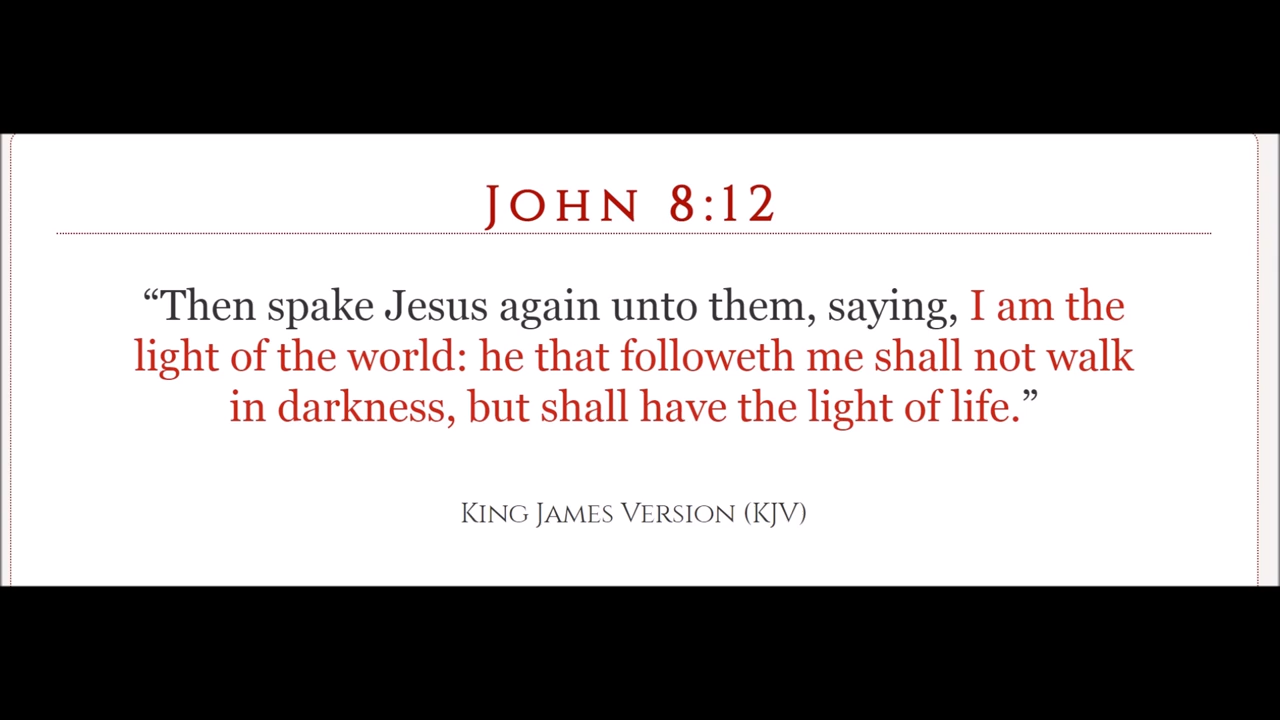 John 8:12
“Then spake Jesus again unto them, saying, I am the
light of the world: he that followeth me shall not walk
in darkness, but shall have the light of life.”
King James Version (KJV)